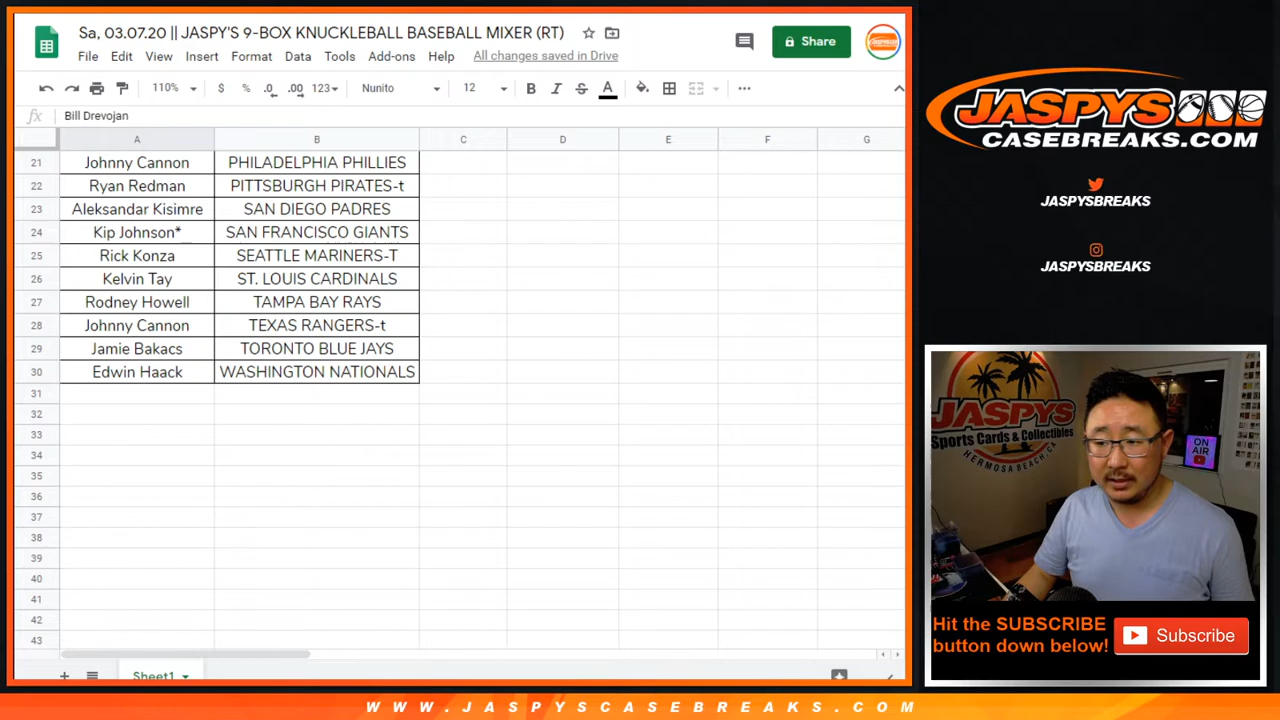 Sa, 03.07.20 || JASPY'S 9-BOX KNUCKLEBALL BASEBALL MIXER (RT)
File Edit View Insert Format Data Tools Add-ons Help All changes saved in Drive
Share
110% $ % .0 .00 123 Nunito 12 B I S A
fx Bill Drevojan
A B C D E F G
21 Johnny Cannon PHILADELPHIA PHILLIES
22 Ryan Redman PITTSBURGH PIRATES-t
23 Aleksandar Kisimre SAN DIEGO PADRES
24 Kip Johnson* SAN FRANCISCO GIANTS
25 Rick Konza SEATTLE MARINERS-T
26 Kelvin Tay ST. LOUIS CARDINALS
27 Rodney Howell TAMPA BAY RAYS
28 Johnny Cannon TEXAS RANGERS-t
29 Jamie Bakacs TORONTO BLUE JAYS
30 Edwin Haack WASHINGTON NATIONALS
31
32
33
34
35
36
37
38
39
40
41
42
43
Sheet1
JASPYS
CASEBREAKS.COM
JASPYSBREAKS
JASPYSBREAKS
JASPYS
Sports Cards & Collectibles
HERMOSA BEACH, CA
ON
AIR
Hit the SUBSCRIBE
button down below!
Subscribe
WWW.JASPYSCASEBREAKS.COM